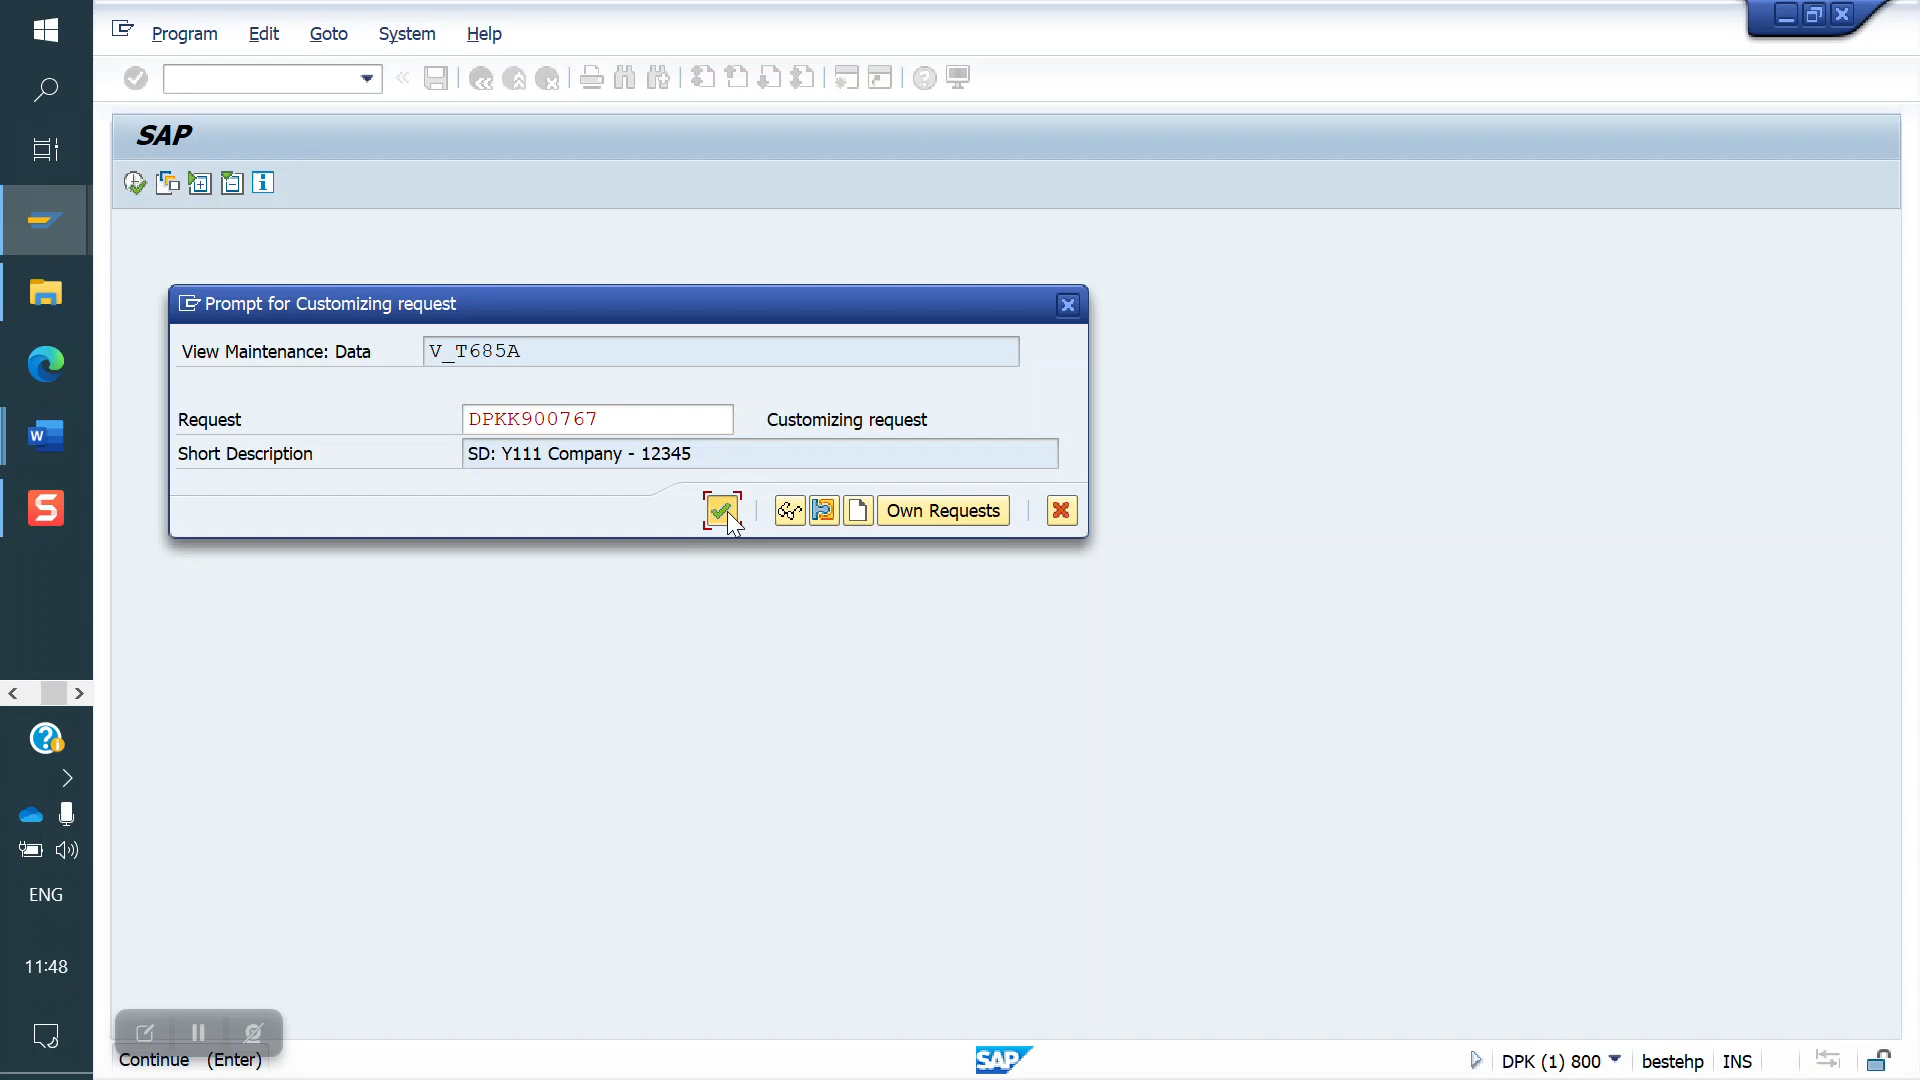 Program Edit Goto System Help
SAP
Prompt for Customizing request
View Maintenance: Data V_T685A
Request DPKK900767 Customizing request
Short Description SD: Y111 Company - 12345
Own Requests
W
S
ENG
11:48
Continue (Enter)
SAP
DPK (1) 800 bestehp INS